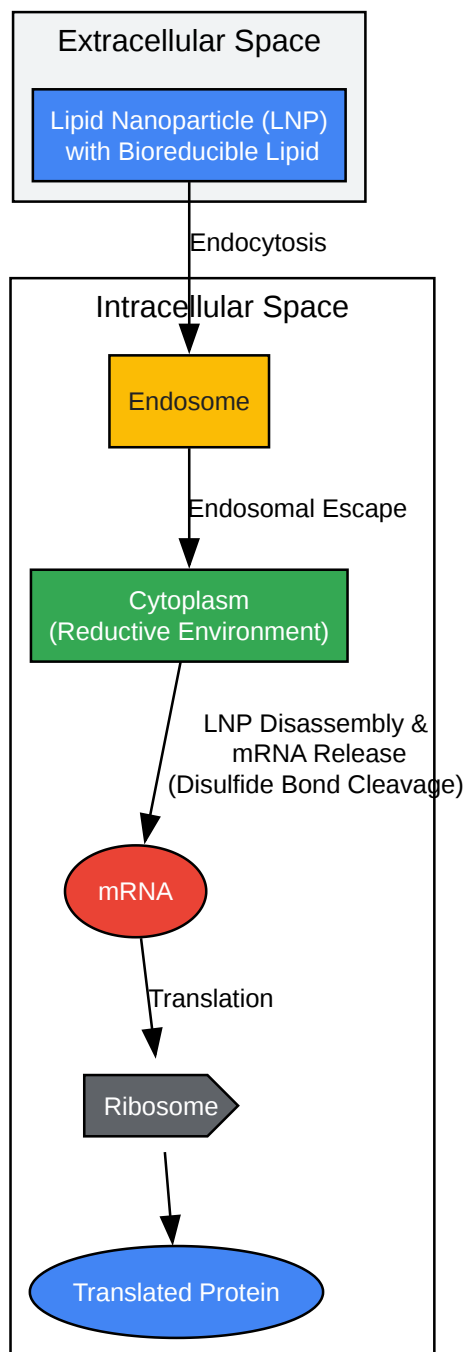 Extracellular Space
Lipid Nanoparticle (LNP)
with Bioreducible Lipid
Endocytosis
Intracellular Space
Endosome
Endosomal Escape
Cytoplasm
(Reductive Environment)
LNP Disassembly &
mRNA Release
(Disulfide Bond Cleavage)
mRNA
Translation
Ribosome
Translated Protein